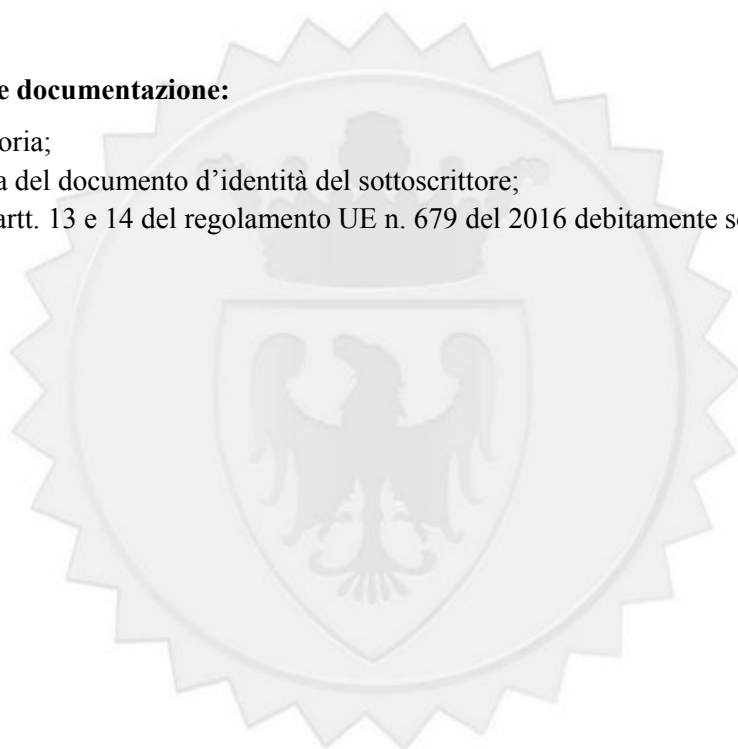 e documentazione:
oria;
a del documento d’identità del sottoscrittore;
artt. 13 e 14 del regolamento UE n. 679 del 2016 debitamente